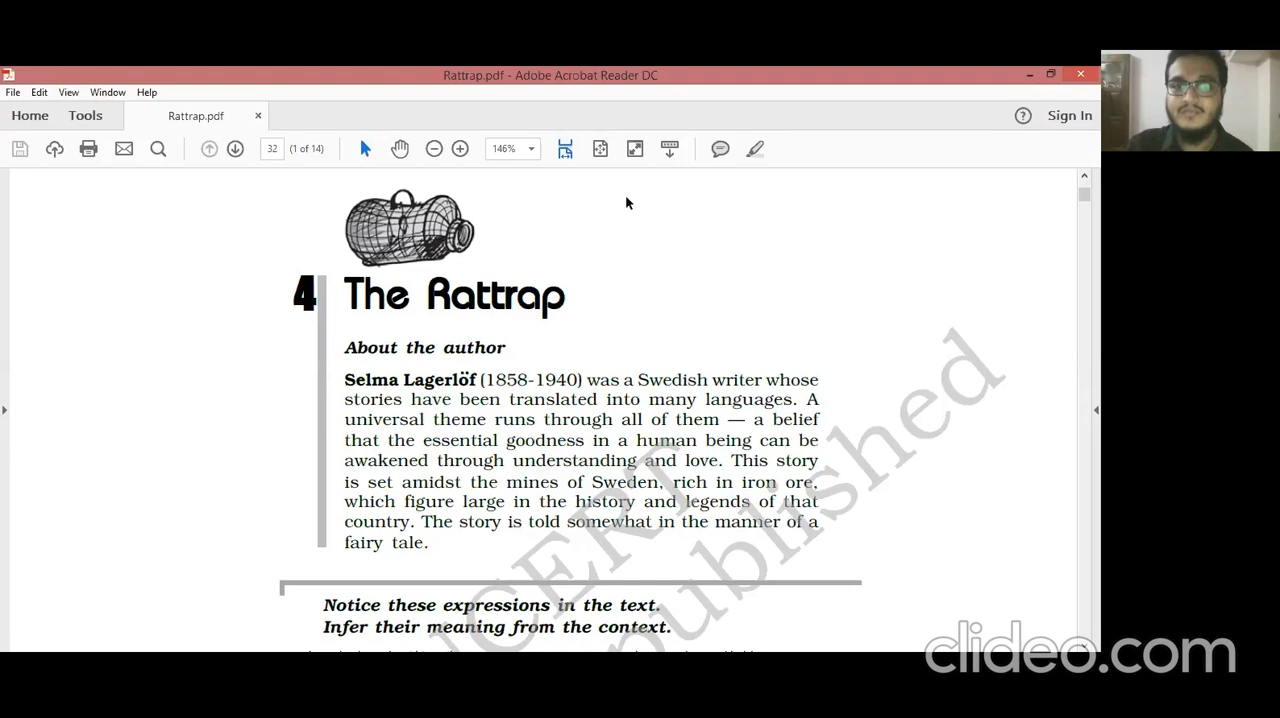 Rattrap.pdf - Adobe Acrobat Reader DC
File Edit View Window Help
Home Tools Rattrap.pdf × ? Sign In
32 (1 of 14) 146%
4 The Rattrap
About the author
Selma Lagerlöf (1858-1940) was a Swedish writer whose
stories have been translated into many languages. A
universal theme runs through all of them — a belief
that the essential goodness in a human being can be
awakened through understanding and love. This story
is set amidst the mines of Sweden, rich in iron ore,
which figure large in the history and legends of that
country. The story is told somewhat in the manner of a
fairy tale.
Notice these expressions in the text.
Infer their meaning from the context.
NCERT
published
clideo.com